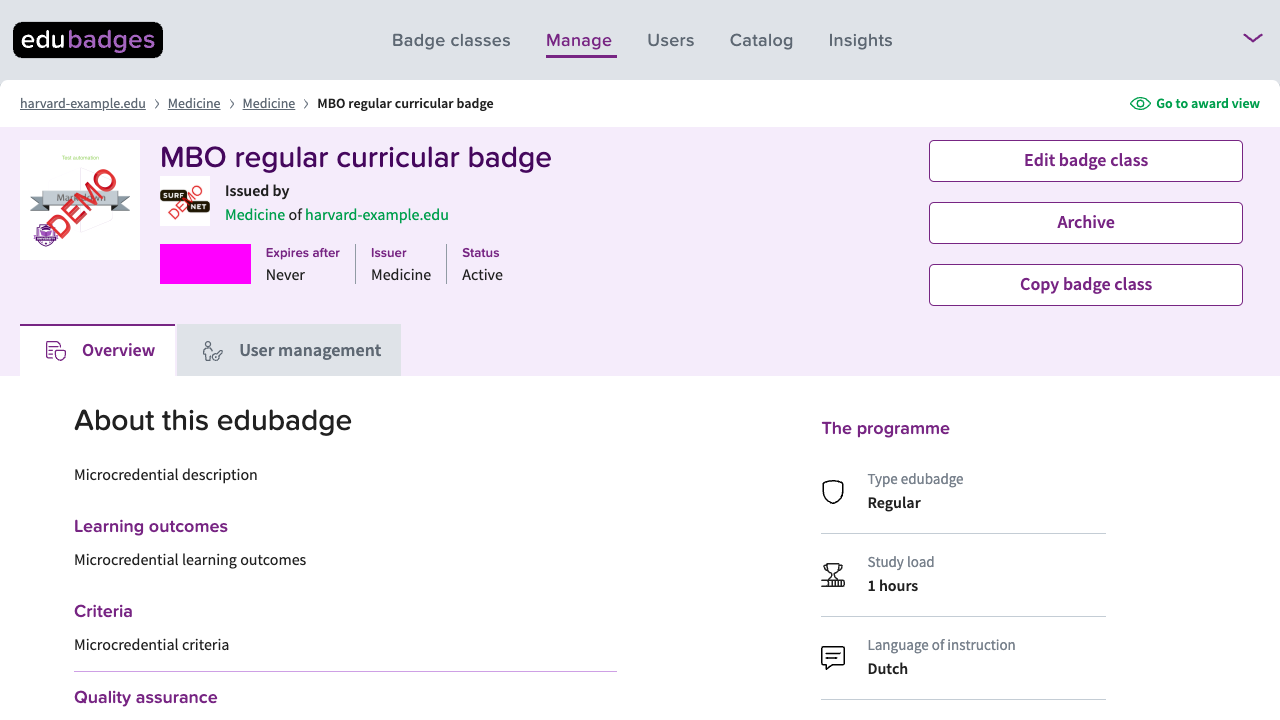 edubadges
Badge classes
Manage
Users
Catalog
Insights
harvard-example.edu > Medicine > Medicine > MBO regular curricular badge
Go to award view
Test automation
DEMO
MBO regular curricular badge
SURF
NET
DEMO
Issued by
Medicine of harvard-example.edu
Expires after
Never
Issuer
Medicine
Status
Active
Edit badge class
Archive
Copy badge class
Overview
User management
About this edubadge
Microcredential description
Learning outcomes
Microcredential learning outcomes
Criteria
Microcredential criteria
Quality assurance
The programme
Type edubadge
Regular
Study load
1 hours
Language of instruction
Dutch